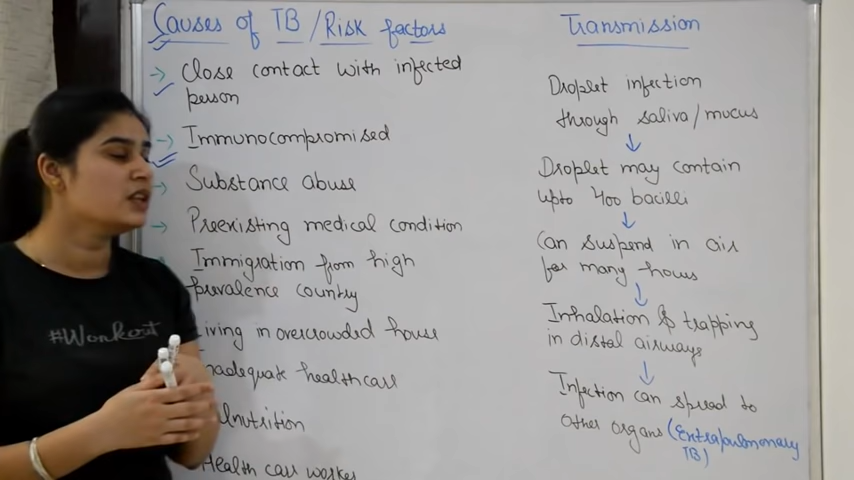 Causes of TB / Risk factors
→ Close contact with infected
person
→ Immunocompromised
→ Substance abuse
→ Preexisting medical condition
Immigration from high
prevalence country
Living in overcrowded house
nadequate healthcare
lnutrition
Health care worker
Transmission
Droplet infection
through saliva/mucus
↓
Droplet may contain
upto 400 bacilli
↓
Can suspend in air
for many hours
↓
Inhalation & trapping
in distal airways
↓
Infection can spread to
other organs (Extrapulmonary
TB)
#Workout